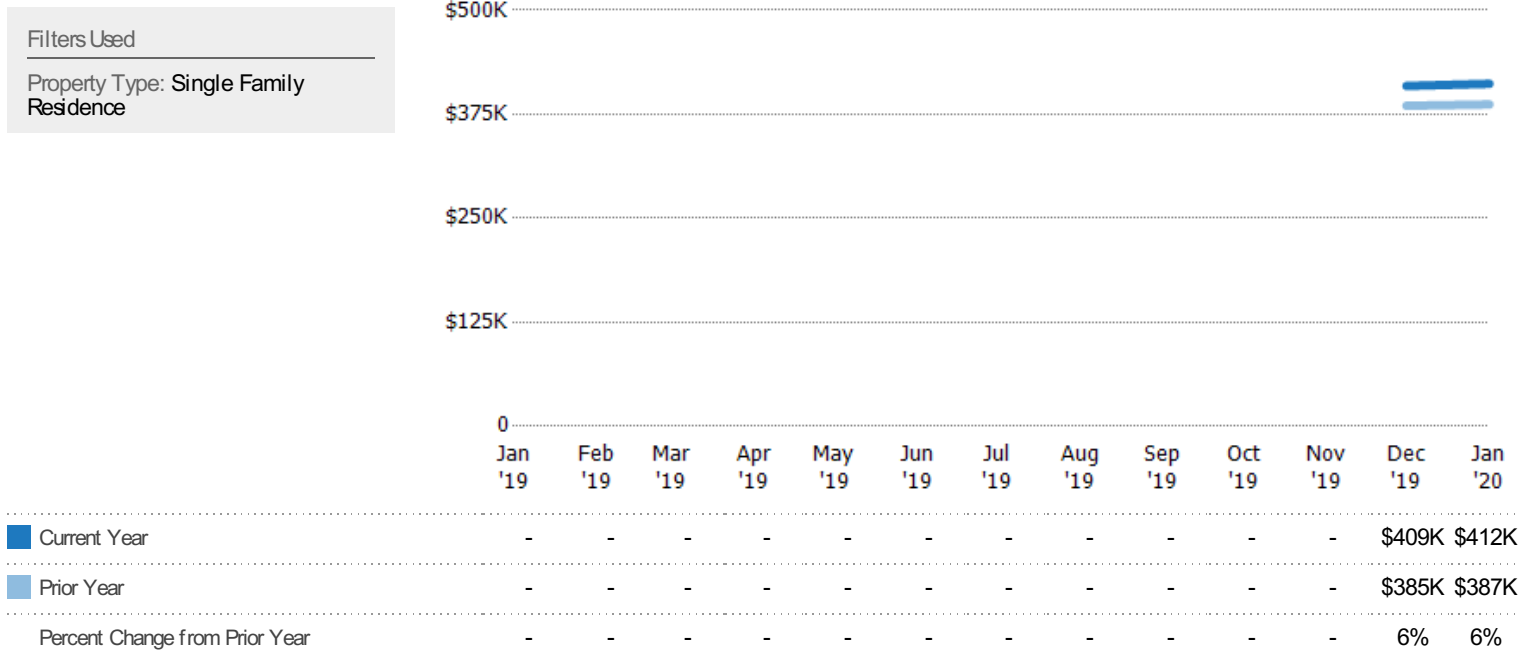 Filters Used
Property Type: Single Family
Residence
$500K
$375K
$250K
$125K
0
Jan Feb Mar Apr May Jun Jul Aug Sep Oct Nov Dec Jan
'19 '19 '19 '19 '19 '19 '19 '19 '19 '19 '19 '19 '20
Current Year - - - - - - - - - - - $409K $412K
Prior Year - - - - - - - - - - - $385K $387K
Percent Change from Prior Year - - - - - - - - - - - 6% 6%